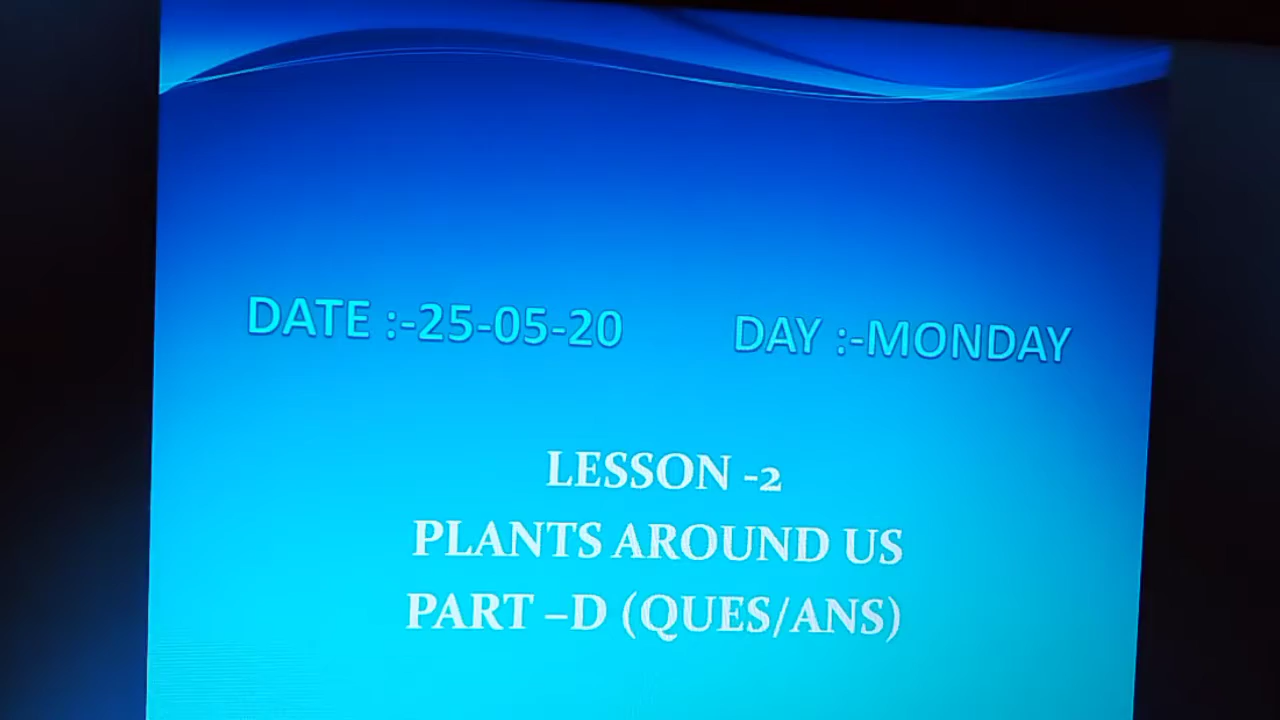 DATE :-25-05-20 DAY :-MONDAY
LESSON -2
PLANTS AROUND US
PART –D (QUES/ANS)